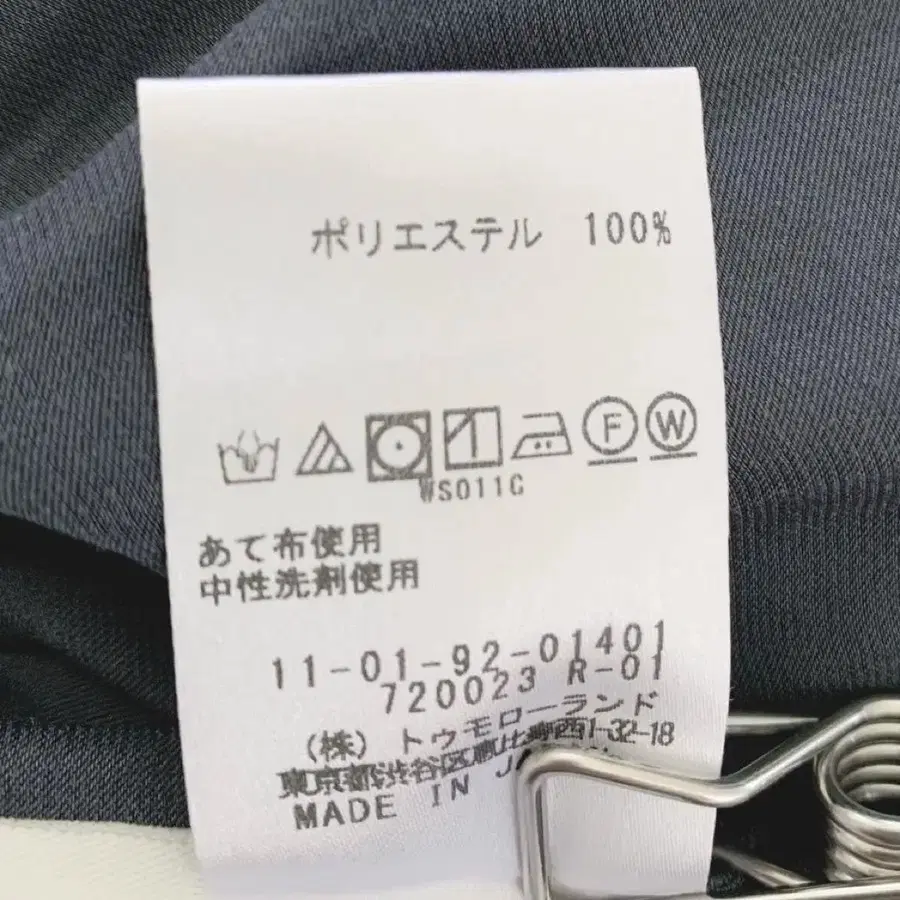 ポリエステル 100%
F W
WS011C
あて布使用
中性洗剤使用
11-01-92-01401
720023 R-01
(株) トゥモローランド
東京都渋谷区恵比寿西1-32-18
MADE IN